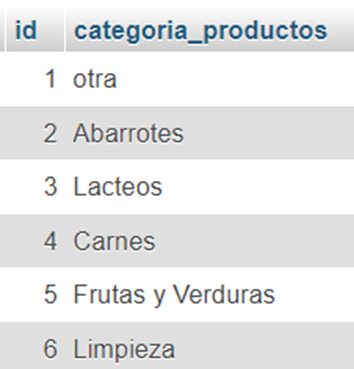 id categoria_productos
1 otra
2 Abarrotes
3 Lacteos
4 Carnes
5 Frutas y Verduras
6 Limpieza